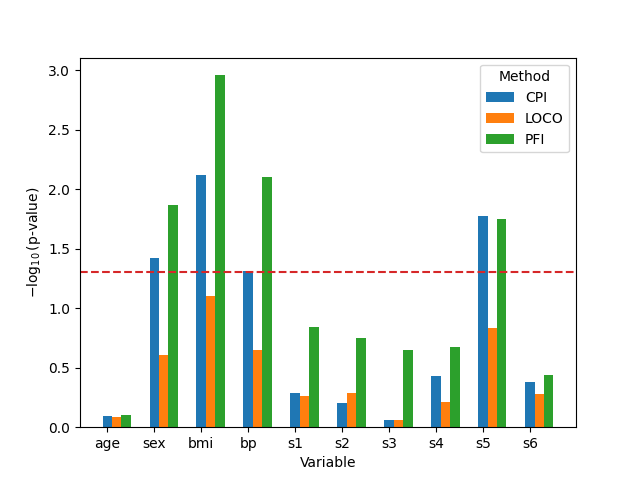 3.0
2.5
2.0
1.5
1.0
0.5
0.0
−log₁₀(p-value)
Method
CPI
LOCO
PFI
age sex bmi bp s1 s2 s3 s4 s5 s6
Variable